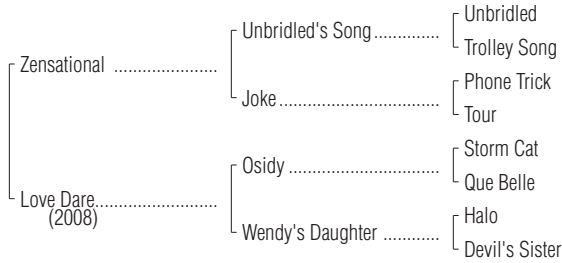 Unbridled
Unbridled's Song..............
Trolley Song
Zensational ......................
Phone Trick
Joke..................................
Tour
Storm Cat
Osidy ................................
Que Belle
Love Dare..........................
(2008)
Halo
Wendy's Daughter ............
Devil's Sister